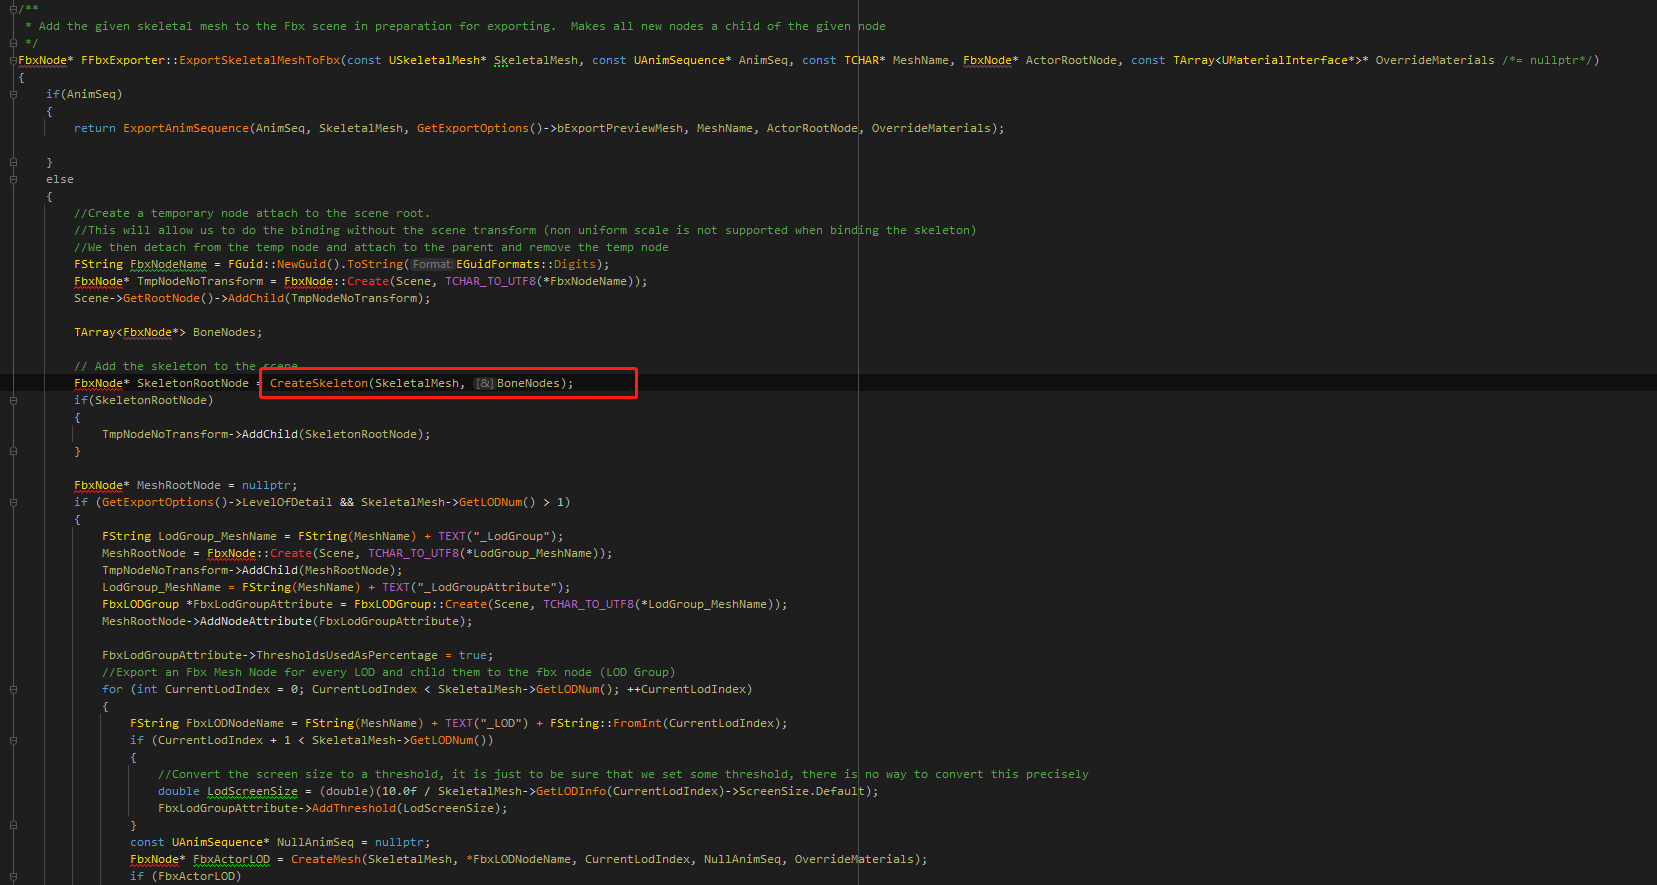 /**
 * Add the given skeletal mesh to the Fbx scene in preparation for exporting.  Makes all new nodes a child of the given node
 */
FbxNode* FFbxExporter::ExportSkeletalMeshToFbx(const USkeletalMesh* SkeletalMesh, const UAnimSequence* AnimSeq, const TCHAR* MeshName, FbxNode* ActorRootNode, const TArray<UMaterialInterface*>* OverrideMaterials /*= nullptr*/)
{
    if(AnimSeq)
    {
        return ExportAnimSequence(AnimSeq, SkeletalMesh, GetExportOptions()->bExportPreviewMesh, MeshName, ActorRootNode, OverrideMaterials);
    }
    else
    {
        //Create a temporary node attach to the scene root.
        //This will allow us to do the binding without the scene transform (non uniform scale is not supported when binding the skeleton)
        //We then detach from the temp node and attach to the parent and remove the temp node
        FString FbxNodeName = FGuid::NewGuid().ToString(Format: EGuidFormats::Digits);
        FbxNode* TmpNodeNoTransform = FbxNode::Create(Scene, TCHAR_TO_UTF8(*FbxNodeName));
        Scene->GetRootNode()->AddChild(TmpNodeNoTransform);
        TArray<FbxNode*> BoneNodes;
        // Add the skeleton to the scene
        FbxNode* SkeletonRootNode = CreateSkeleton(SkeletalMesh, [&]BoneNodes);
        if(SkeletonRootNode)
        {
            TmpNodeNoTransform->AddChild(SkeletonRootNode);
        }
        FbxNode* MeshRootNode = nullptr;
        if (GetExportOptions()->LevelOfDetail && SkeletalMesh->GetLODNum() > 1)
        {
            FString LodGroup_MeshName = FString(MeshName) + TEXT("_LodGroup");
            MeshRootNode = FbxNode::Create(Scene, TCHAR_TO_UTF8(*LodGroup_MeshName));
            TmpNodeNoTransform->AddChild(MeshRootNode);
            LodGroup_MeshName = FString(MeshName) + TEXT("_LodGroupAttribute");
            FbxLODGroup *FbxLodGroupAttribute = FbxLODGroup::Create(Scene, TCHAR_TO_UTF8(*LodGroup_MeshName));
            MeshRootNode->AddNodeAttribute(FbxLodGroupAttribute);
            FbxLodGroupAttribute->ThresholdsUsedAsPercentage = true;
            //Export an Fbx Mesh Node for every LOD and child them to the fbx node (LOD Group)
            for (int CurrentLodIndex = 0; CurrentLodIndex < SkeletalMesh->GetLODNum(); ++CurrentLodIndex)
            {
                FString FbxLODNodeName = FString(MeshName) + TEXT("_LOD") + FString::FromInt(CurrentLodIndex);
                if (CurrentLodIndex + 1 < SkeletalMesh->GetLODNum())
                {
                    //Convert the screen size to a threshold, it is just to be sure that we set some threshold, there is no way to convert this precisely
                    double LodScreenSize = (double)(10.0f / SkeletalMesh->GetLODInfo(CurrentLodIndex)->ScreenSize.Default);
                    FbxLodGroupAttribute->AddThreshold(LodScreenSize);
                }
                const UAnimSequence* NullAnimSeq = nullptr;
                FbxNode* FbxActorLOD = CreateMesh(SkeletalMesh, *FbxLODNodeName, CurrentLodIndex, NullAnimSeq, OverrideMaterials);
                if (FbxActorLOD)